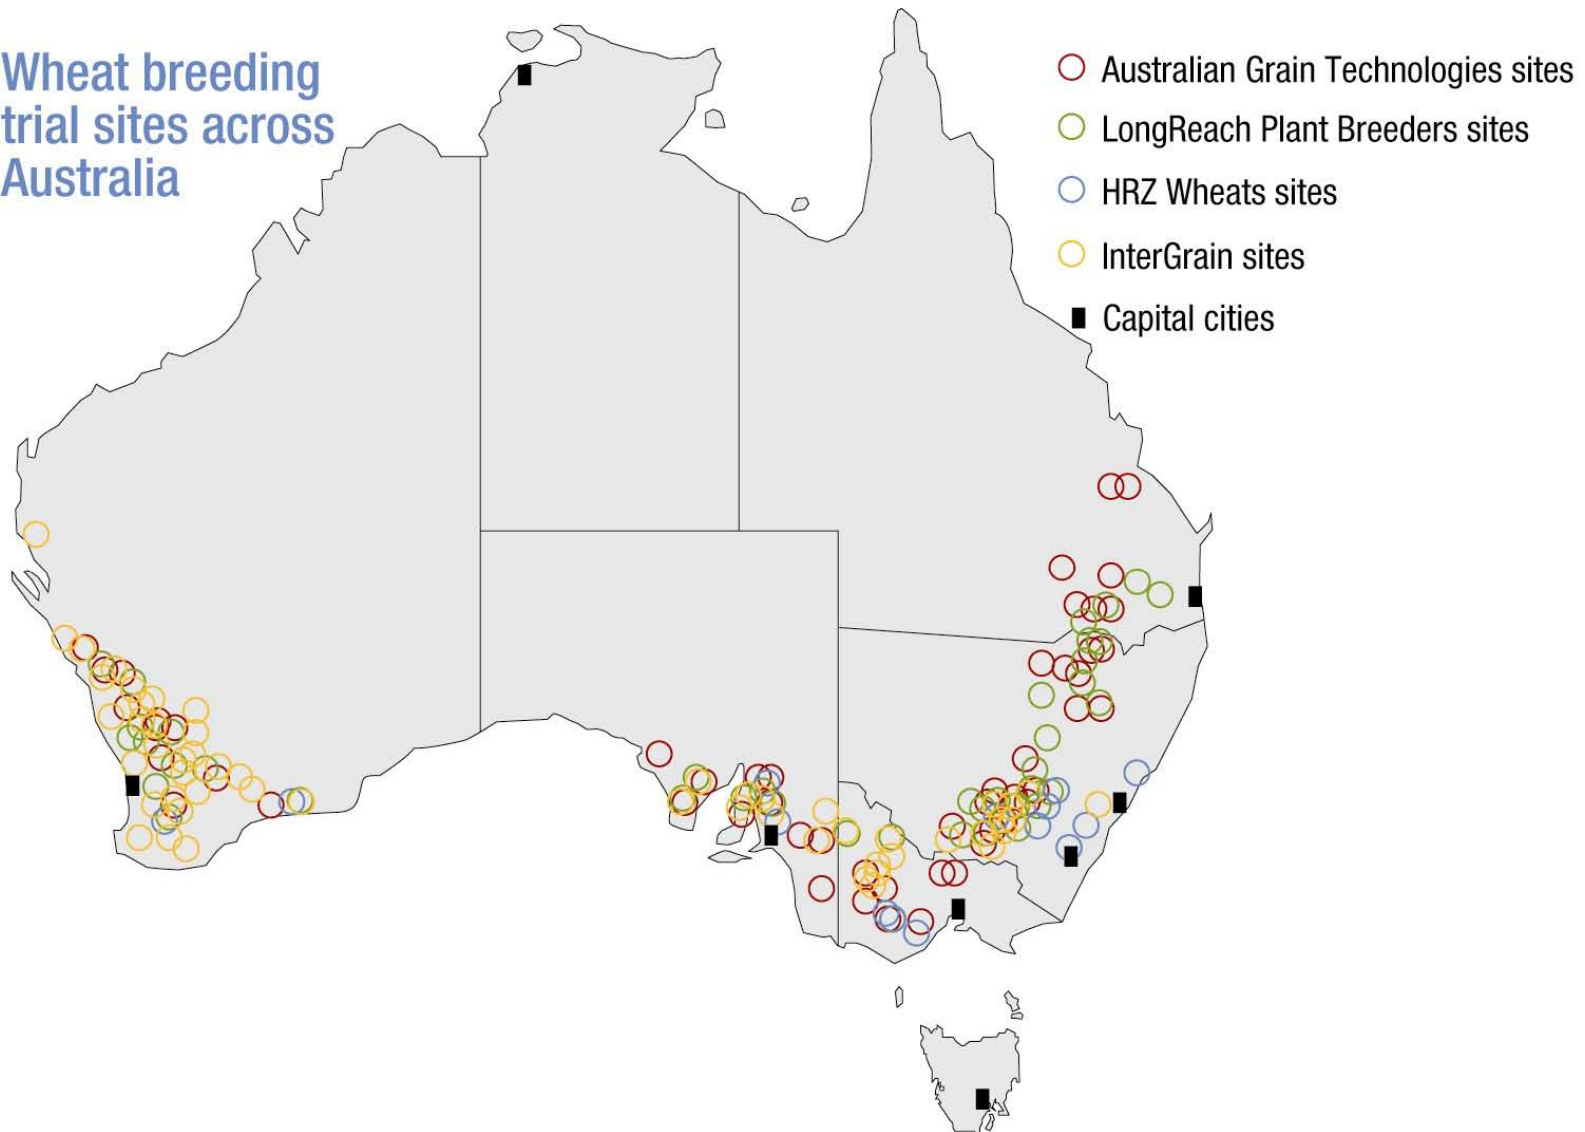 Wheat breeding
trial sites across
Australia
Australian Grain Technologies sites
LongReach Plant Breeders sites
HRZ Wheats sites
InterGrain sites
Capital cities